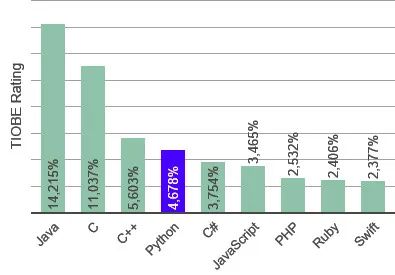 TIOBE Rating
14,215%
11,037%
5,603%
4,678%
3,754%
3,465%
2,532%
2,406%
2,377%
Java
C
C++
Python
C#
JavaScript
PHP
Ruby
Swift